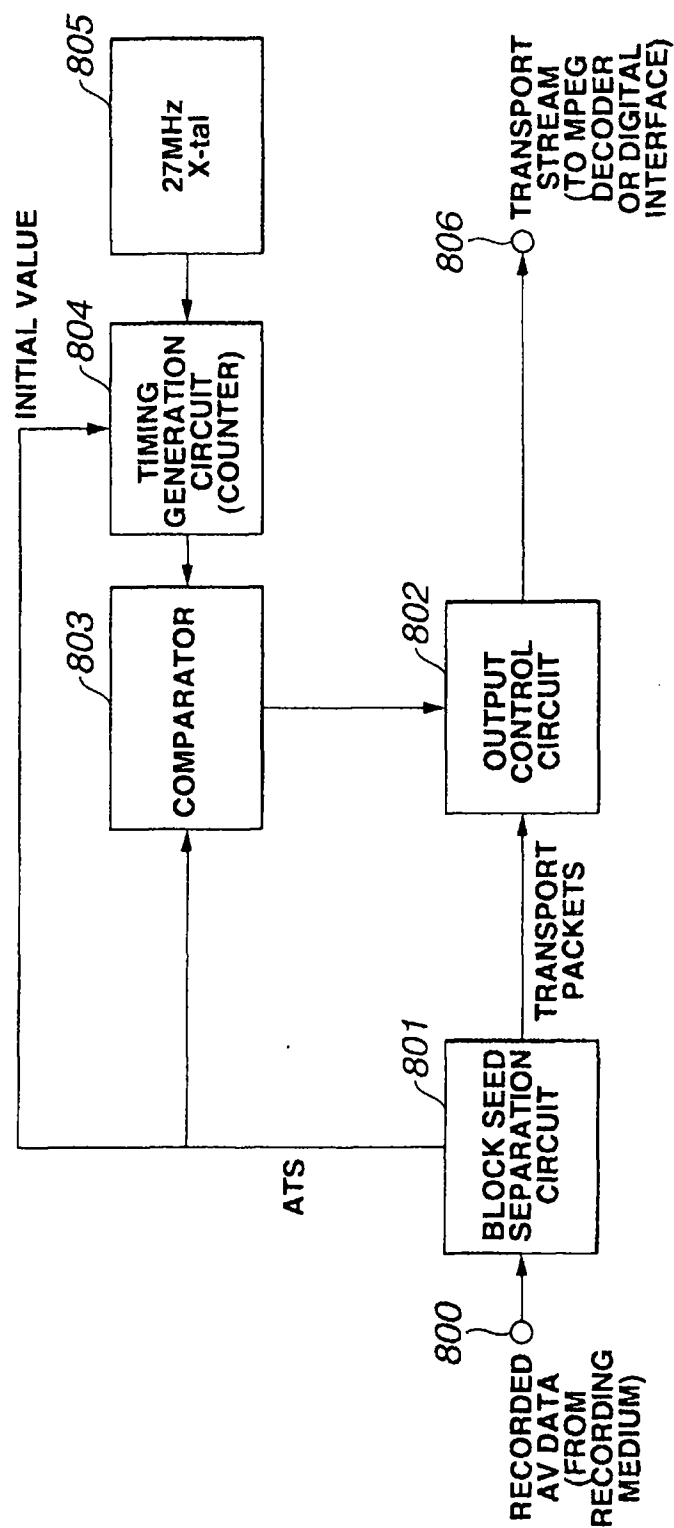 805
27MHz
X-tal
INITIAL VALUE
804
TIMING
GENERATION
CIRCUIT
(COUNTER)
803
COMPARATOR
ATS
800
RECORDED
AV DATA
(FROM
RECORDING
MEDIUM)
801
BLOCK SEED
SEPARATION
CIRCUIT
TRANSPORT
PACKETS
802
OUTPUT
CONTROL
CIRCUIT
806
TRANSPORT
STREAM
(TO MPEG
DECODER
OR DIGITAL
INTERFACE)